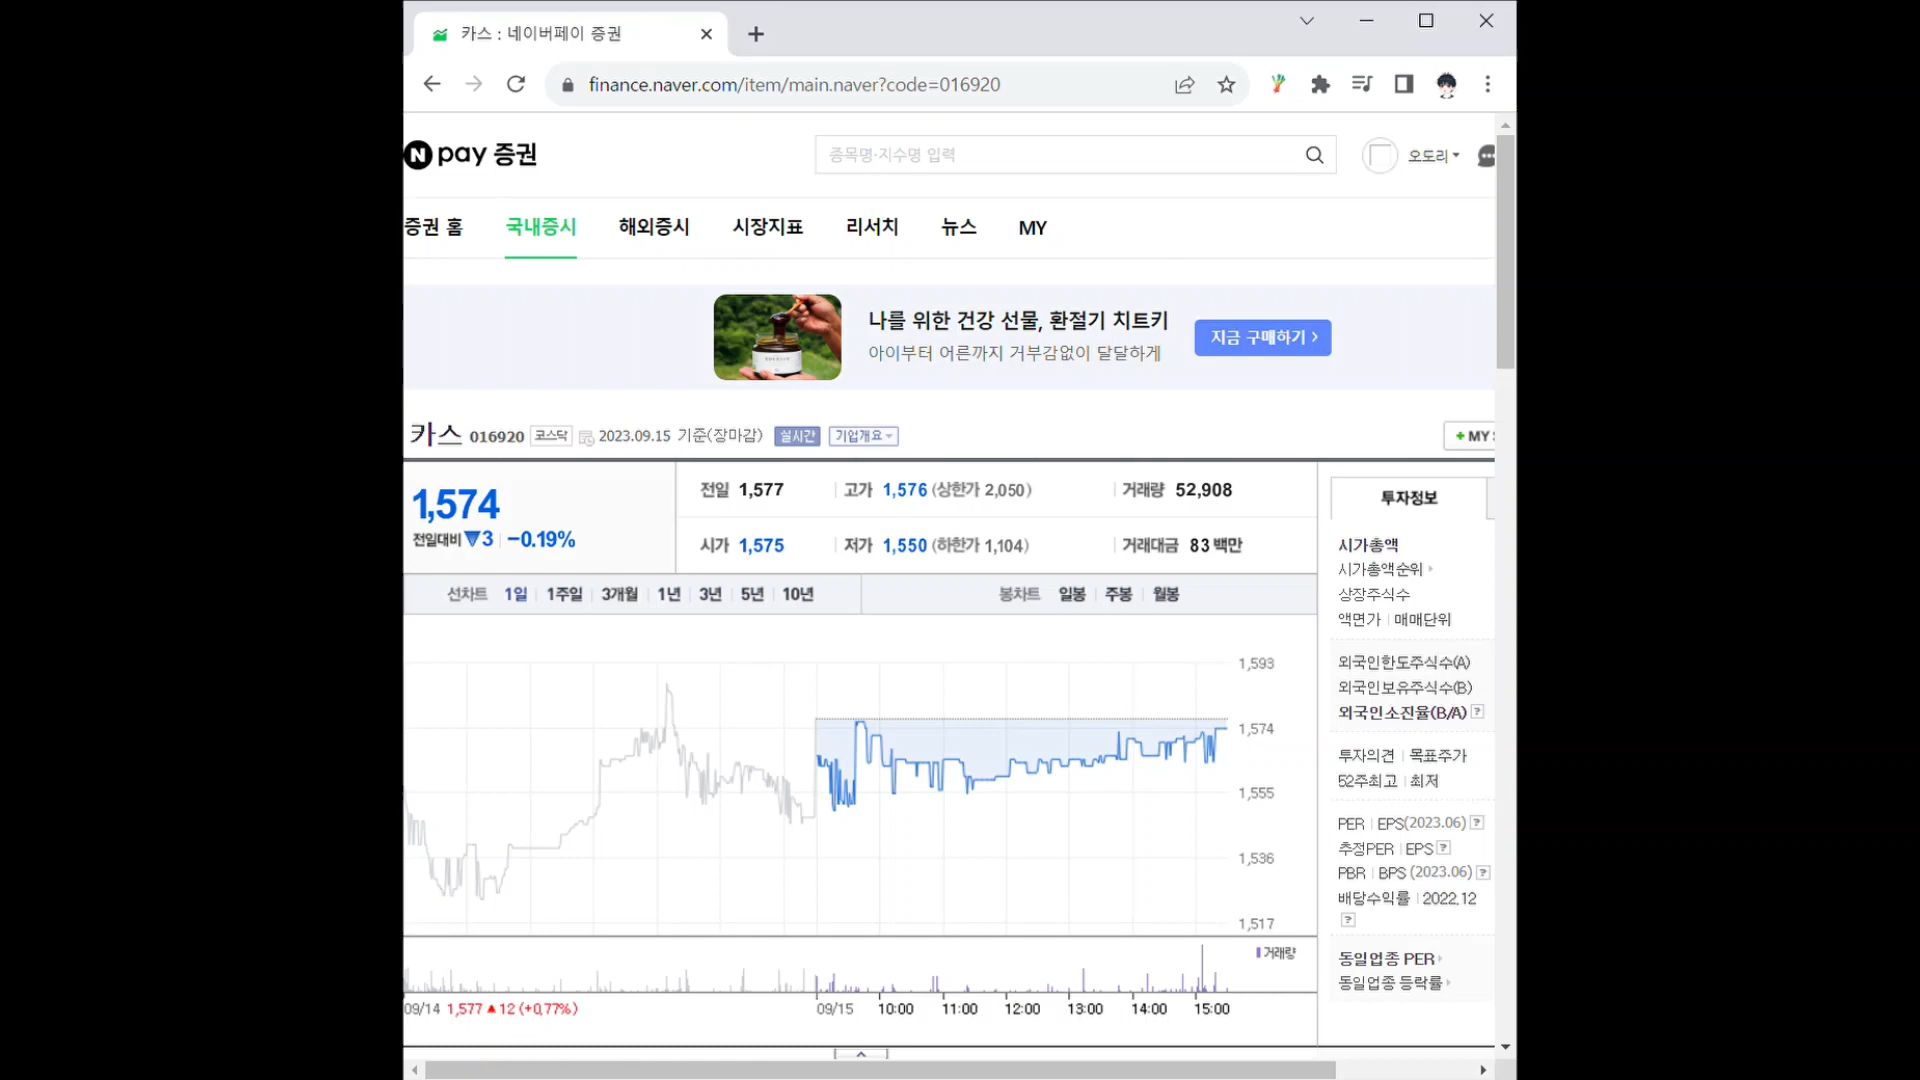 카스 : 네이버페이 증권
finance.naver.com/item/main.naver?code=016920
N pay 증권
종목명·지수명 입력
오도리
증권 홈 국내증시 해외증시 시장지표 리서치 뉴스 MY
나를 위한 건강 선물, 환절기 치트키
아이부터 어른까지 거부감없이 달달하게
지금 구매하기 ›
카스 016920 코스닥 2023.09.15 기준(장마감) 실시간 기업개요
+ MY
1,574
전일대비 ▼3 -0.19%
전일 1,577 고가 1,576 (상한가 2,050) 거래량 52,908
시가 1,575 저가 1,550 (하한가 1,104) 거래대금 83 백만
선차트 1일 1주일 3개월 1년 3년 5년 10년
봉차트 일봉 주봉 월봉
1,593
1,574
1,555
1,536
1,517
거래량
09/14 1,577 ▲12 (+0.77%)
09/15 10:00 11:00 12:00 13:00 14:00 15:00
투자정보
시가총액
시가총액순위
상장주식수
액면가 | 매매단위
외국인한도주식수(A)
외국인보유주식수(B)
외국인소진율(B/A) ?
투자의견 | 목표주가
52주최고 | 최저
PER | EPS(2023.06) ?
추정PER | EPS ?
PBR | BPS (2023.06) ?
배당수익률 | 2022.12
?
동일업종 PER
동일업종 등락률